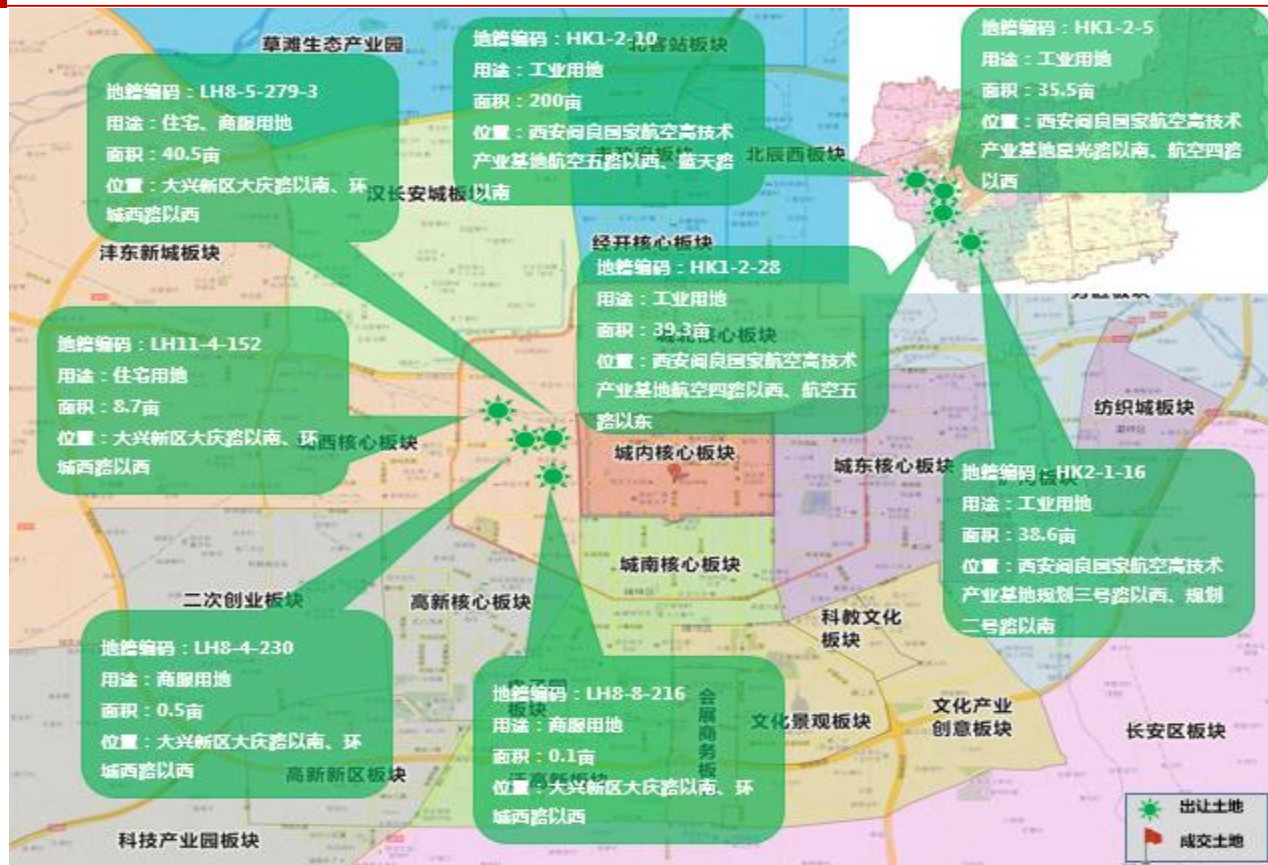 草滩生态产业园
地籍编码：HK1-2-10
用途：工业用地
面积：200亩
位置：西安阎良国家航空高技术
产业基地航空五路以西、蓝天路
以南
地籍编码：HK1-2-5
用途：工业用地
面积：35.5亩
位置：西安阎良国家航空高技术
产业基地星光路以南、航空四路
以西
地籍编码：LH8-5-279-3
用途：住宅、商服用地
面积：40.5亩
位置：大兴新区大庆路以南、环
城西路以西
北客站板块
北辰西板块
汉长安城板块
沣东新城板块
经开核心板块
地籍编码：HK1-2-28
用途：工业用地
面积：39.3亩
位置：西安阎良国家航空高技术
产业基地航空四路以西、航空五
路以东
城北核心板块
地籍编码：LH11-4-152
用途：住宅用地
面积：8.7亩
位置：大兴新区大庆路以南、环
城西路以西
城西核心板块
城内核心板块
城东核心板块
纺织城板块
地籍编码：HK2-1-16
用途：工业用地
面积：38.6亩
位置：西安阎良国家航空高技术
产业基地规划三号路以西、规划
二号路以南
城南核心板块
二次创业板块
高新核心板块
科教文化
板块
地籍编码：LH8-4-230
用途：商服用地
面积：0.5亩
位置：大兴新区大庆路以南、环
城西路以西
地籍编码：LH8-8-216
用途：商服用地
面积：0.1亩
位置：大兴新区大庆路以南、环
城西路以西
会展商务板
文化景观板块
文化产业
创意板块
长安区板块
高新新区板块
科技产业园板块
出让土地
成交土地